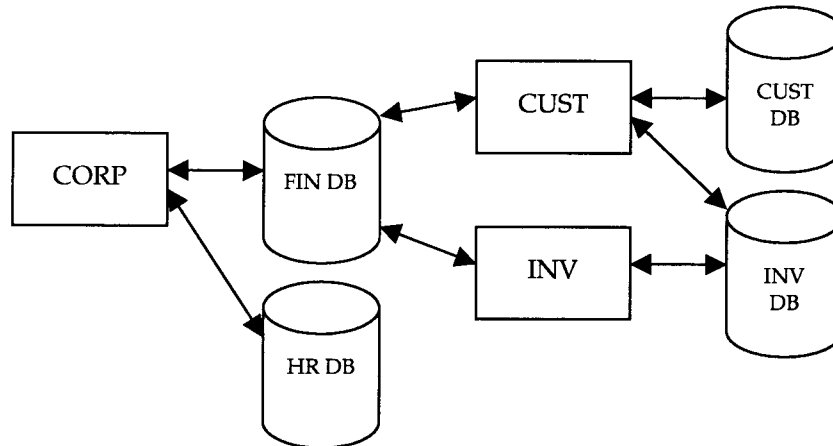 CORP
FIN DB
HR DB
CUST
INV
CUST
DB
INV
DB